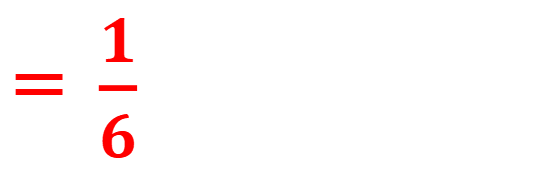 = 1/6